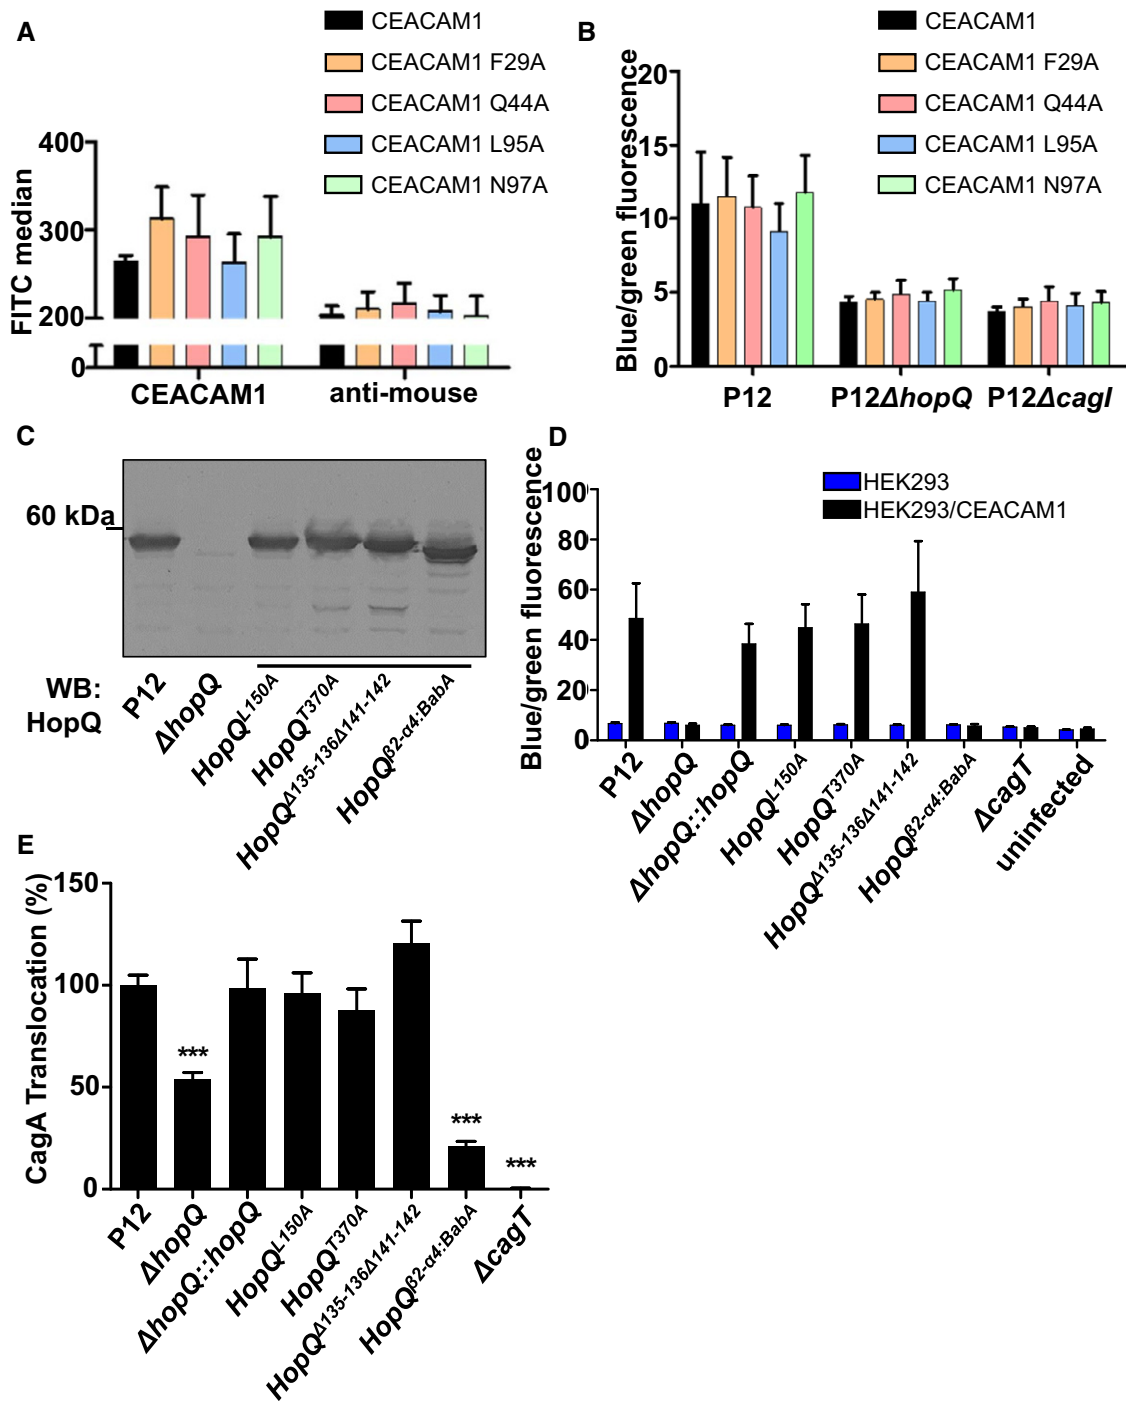 A
CEACAM1
CEACAM1 F29A
CEACAM1 Q44A
CEACAM1 L95A
CEACAM1 N97A
FITC median
400
300
200
0
CEACAM1
anti-mouse
B
CEACAM1
CEACAM1 F29A
CEACAM1 Q44A
CEACAM1 L95A
CEACAM1 N97A
Blue/green fluorescence
20
15
10
5
0
P12
P12ΔhopQ
P12ΔcagI
C
60 kDa
WB:
HopQ
P12
ΔhopQ
HopQL150A
HopQT370A
HopQΔ135-136Δ141-142
HopQβ2-α4:BabA
D
HEK293
HEK293/CEACAM1
Blue/green fluorescence
100
80
60
40
20
0
P12
ΔhopQ
ΔhopQ::hopQ
HopQL150A
HopQT370A
HopQΔ135-136Δ141-142
HopQβ2-α4:BabA
ΔcagT
uninfected
E
CagA Translocation (%)
150
100
50
0
***
***
***
P12
ΔhopQ
ΔhopQ::hopQ
HopQL150A
HopQT370A
HopQΔ135-136Δ141-142
HopQβ2-α4:BabA
ΔcagT